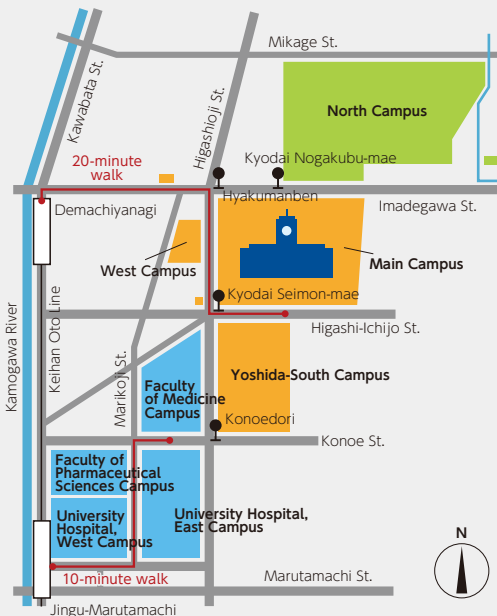 Mikage St.
Kawabata St.
Higashioji St.
North Campus
20-minute
walk
Kyodai Nogakubu-mae
Hyakumanben
Demachiyanagi
Imadegawa St.
West Campus
Main Campus
Kyodai Seimon-mae
Higashi-Ichijo St.
Kamogawa River
Keihan Oto Line
Marikoji St.
Faculty
of Medicine
Campus
Yoshida-South Campus
Konoedori
Konoe St.
Faculty of
Pharmaceutical
Sciences Campus
University
Hospital,
West Campus
University Hospital,
East Campus
N
10-minute walk
Marutamachi St.
Jingu-Marutamachi